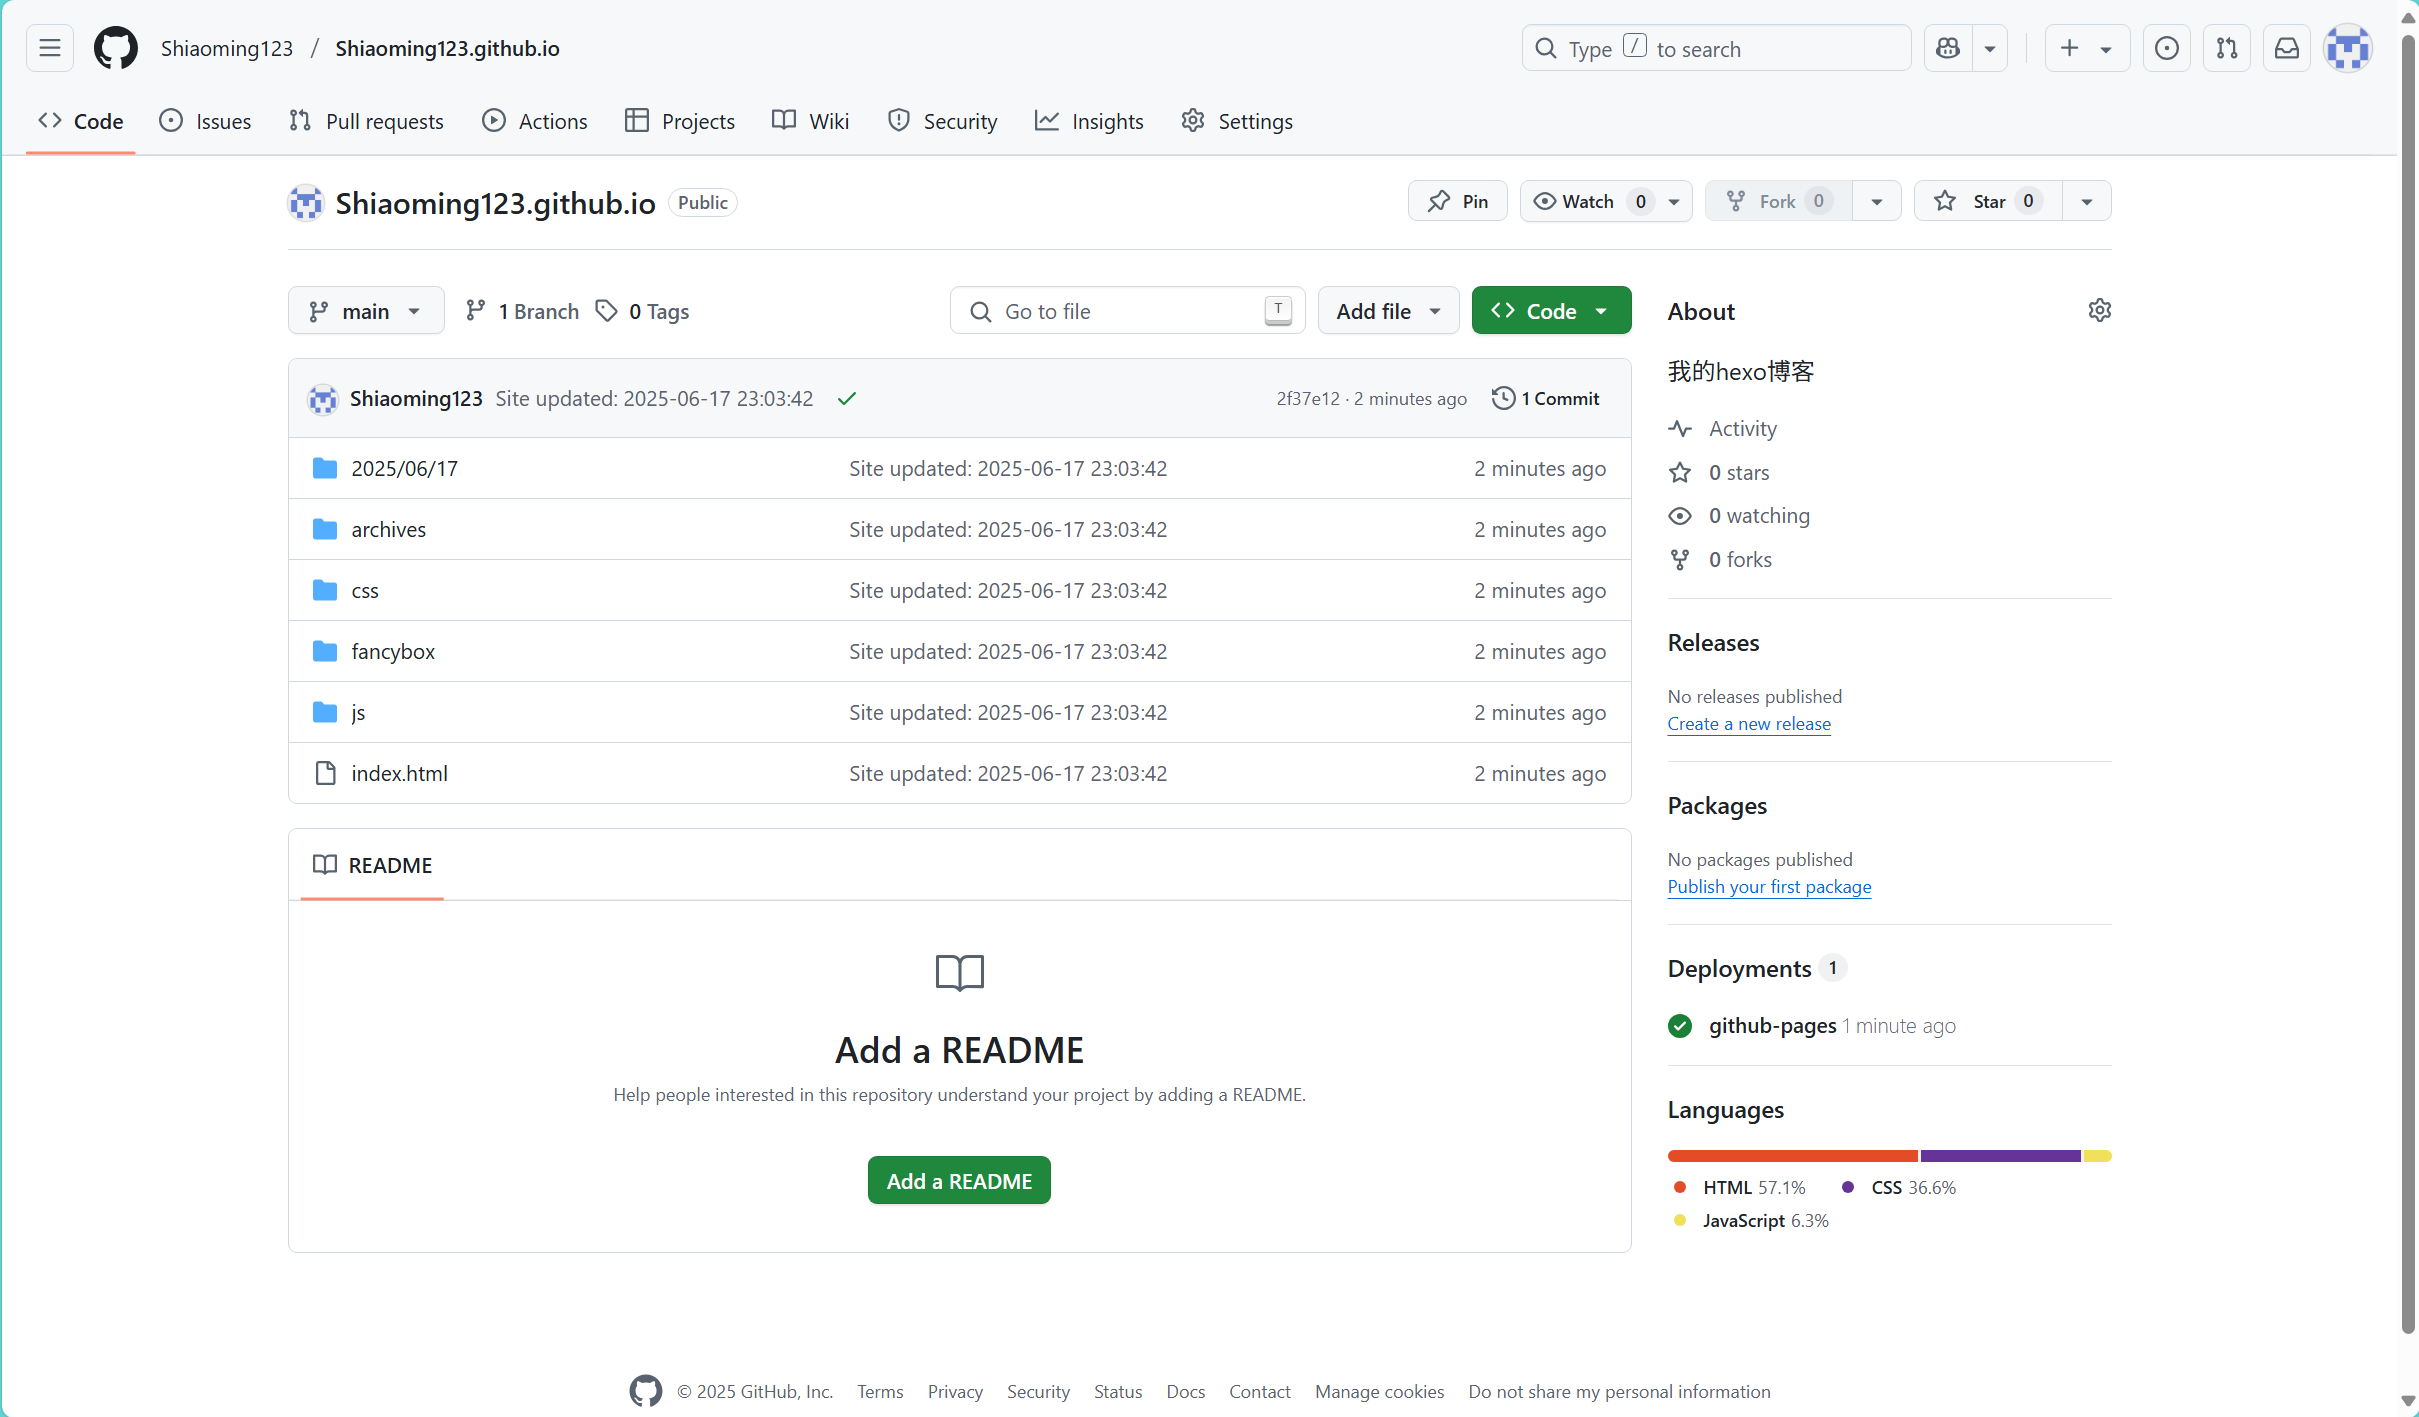 Shiaoming123 / Shiaoming123.github.io
Type / to search
Code Issues Pull requests Actions Projects Wiki Security Insights Settings
Shiaoming123.github.io Public
Pin Watch 0 Fork 0 Star 0
main 1 Branch 0 Tags Go to file T Add file Code
Shiaoming123 Site updated: 2025-06-17 23:03:42 2f37e12 · 2 minutes ago 1 Commit
2025/06/17 Site updated: 2025-06-17 23:03:42 2 minutes ago
archives Site updated: 2025-06-17 23:03:42 2 minutes ago
css Site updated: 2025-06-17 23:03:42 2 minutes ago
fancybox Site updated: 2025-06-17 23:03:42 2 minutes ago
js Site updated: 2025-06-17 23:03:42 2 minutes ago
index.html Site updated: 2025-06-17 23:03:42 2 minutes ago
README
Add a README
Help people interested in this repository understand your project by adding a README.
Add a README
About
我的hexo博客
Activity
0 stars
0 watching
0 forks
Releases
No releases published
Create a new release
Packages
No packages published
Publish your first package
Deployments 1
github-pages 1 minute ago
Languages
HTML 57.1% CSS 36.6%
JavaScript 6.3%
© 2025 GitHub, Inc. Terms Privacy Security Status Docs Contact Manage cookies Do not share my personal information